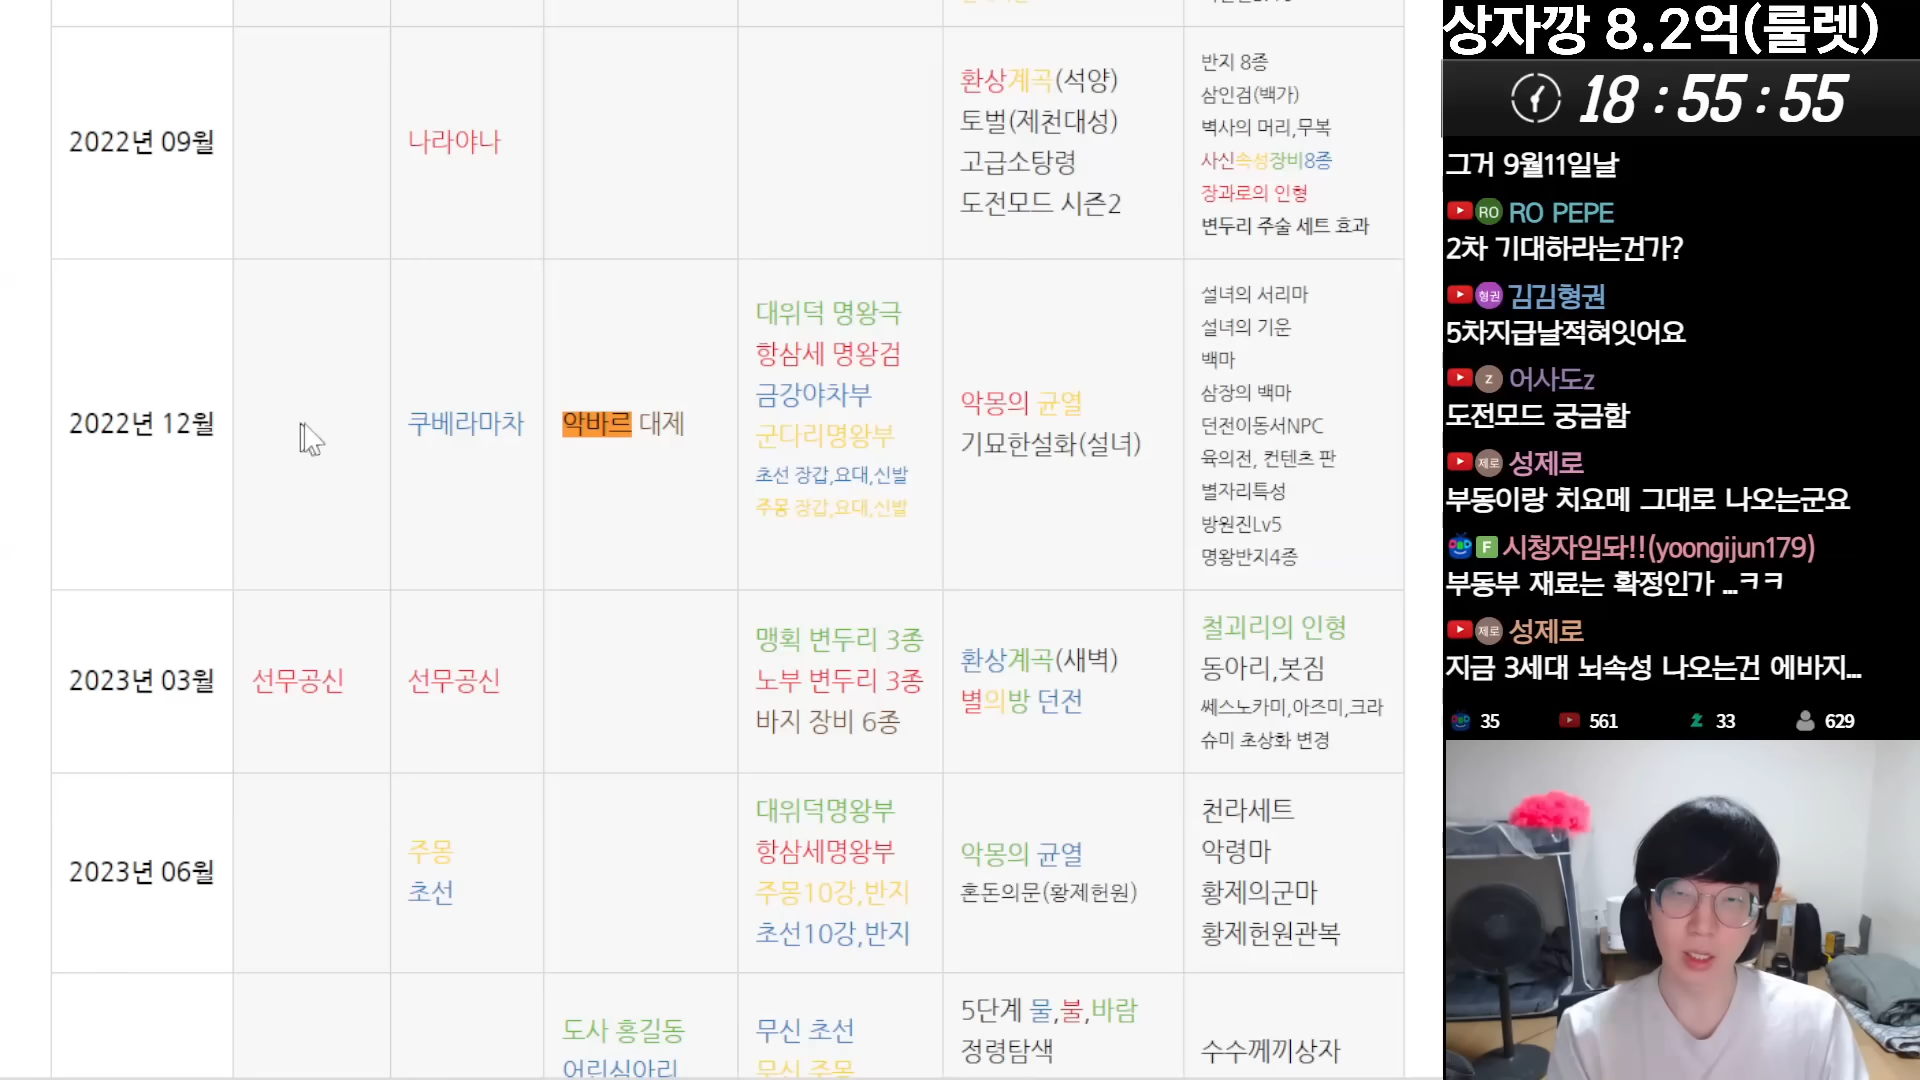 상자깡 8.2억(룰렛)
18:55:55
2022년 09월
나라야나
환상계곡(석양)
토벌(제천대성)
고급소탕령
도전모드 시즌2
반지 8종
삼인검(백가)
벽사의 머리,무복
사신속성장비8종
장과로의 인형
변두리 주술 세트 효과
2022년 12월
쿠베라마차
악바르 대제
대위덕 명왕극
항삼세 명왕검
금강야차부
군다리명왕부
초선 장갑,요대,신발
주몽 장갑,요대,신발
악몽의 균열
기묘한설화(설녀)
설녀의 서리마
설녀의 기운
백마
삼장의 백마
던전이동서NPC
육의전, 컨텐츠 판
별자리특성
방원진Lv5
명왕반지4종
2023년 03월
선무공신
선무공신
맹획 변두리 3종
노부 변두리 3종
바지 장비 6종
환상계곡(새벽)
별의방 던전
철괴리의 인형
동아리,봇짐
쎄스노카미,아즈미,크라
슈미 초상화 변경
2023년 06월
주몽
초선
대위덕명왕부
항삼세명왕부
주몽10강,반지
초선10강,반지
악몽의 균열
혼돈의문(황제헌원)
천라세트
악령마
황제의군마
황제헌원관복
도사 홍길동
어린심아리
무신 초선
무신 주몽
5단계 물,불,바람
정령탐색
수수께끼상자
그거 9월11일날
RO RO PEPE
2차 기대하라는건가?
형권 김김형권
5차지급날적혀잇어요
z 어사도z
도전모드 궁금함
제로 성제로
부동이랑 치요메 그대로 나오는군요
F 시청자임돠!!(yoongijun179)
부동부 재료는 확정인가 ...ㅋㅋ
제로 성제로
지금 3세대 뇌속성 나오는건 에바지...
35 561 33 629